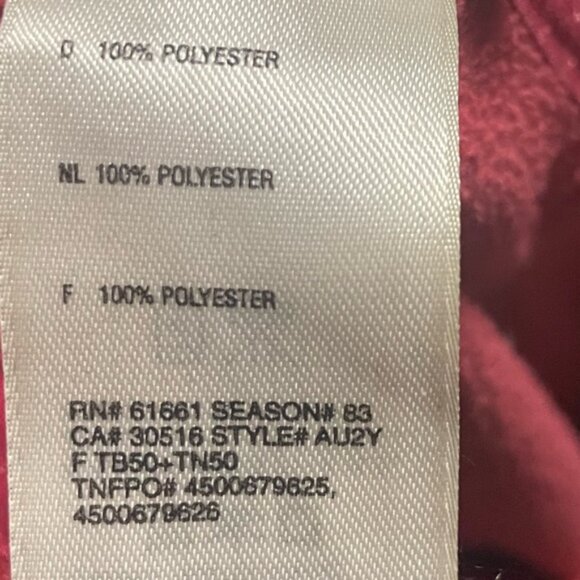 D 100% POLYESTER
NL 100% POLYESTER
F 100% POLYESTER
RN# 61661 SEASON# 83
CA# 30516 STYLE# AU2Y
F TB50+TN50
TNFPO# 4500679625,
4500679626